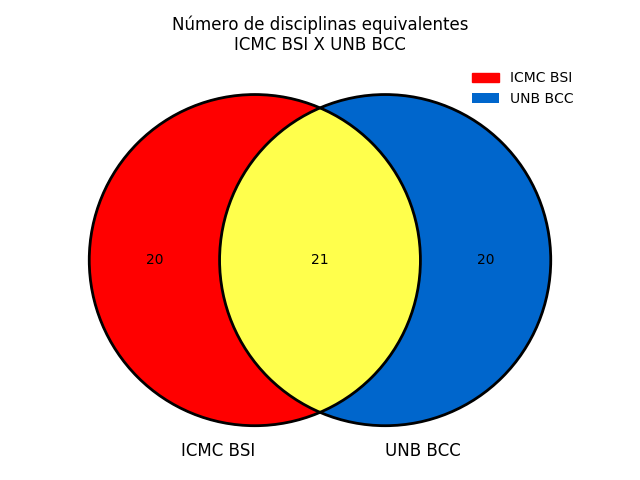 Número de disciplinas equivalentes
ICMC BSI X UNB BCC
ICMC BSI
UNB BCC
20
21
20
ICMC BSI
UNB BCC